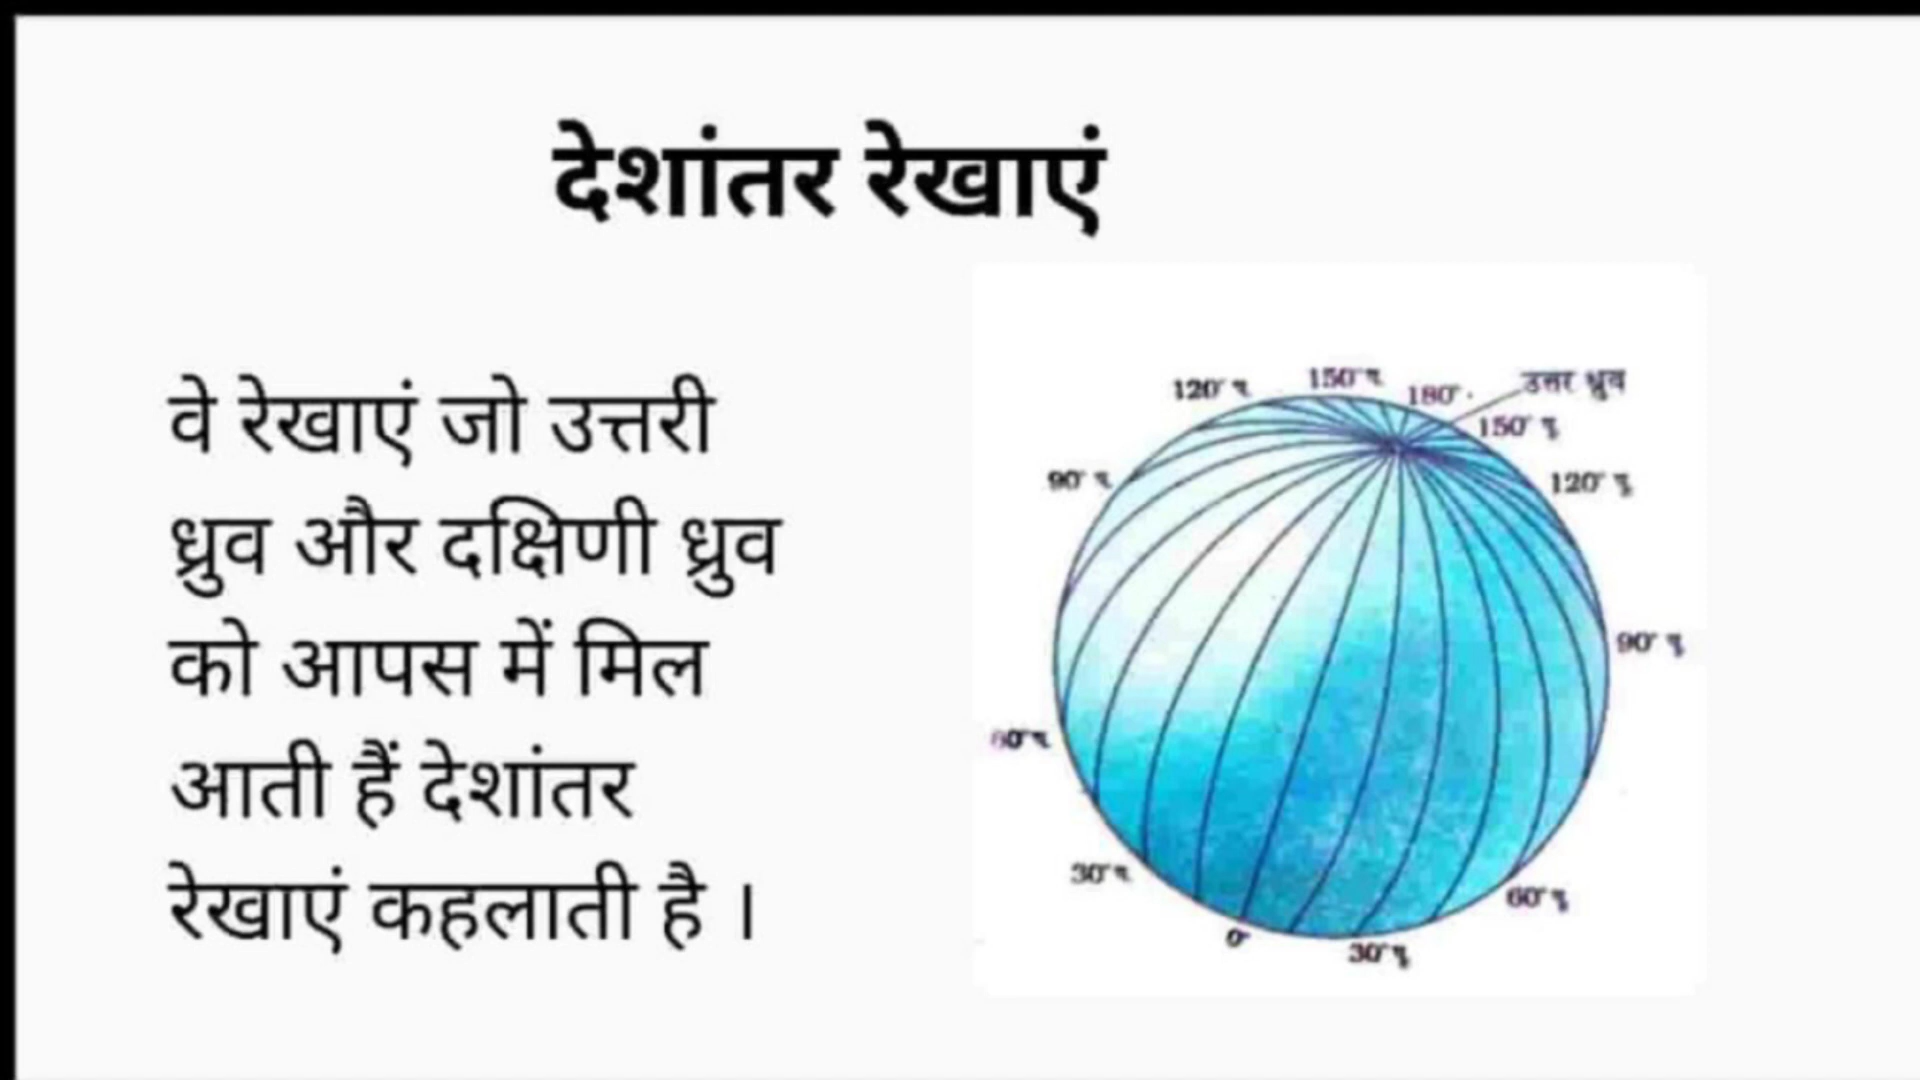 देशांतर रेखाएं
वे रेखाएं जो उत्तरी
ध्रुव और दक्षिणी ध्रुव
को आपस में मिल
आती हैं देशांतर
रेखाएं कहलाती है ।
120° प.
150° प.
180°
उत्तर ध्रुव
150° पू.
90° प.
120° पू.
90° पू.
60° प.
30° प.
60° पू.
0°
30° पू.